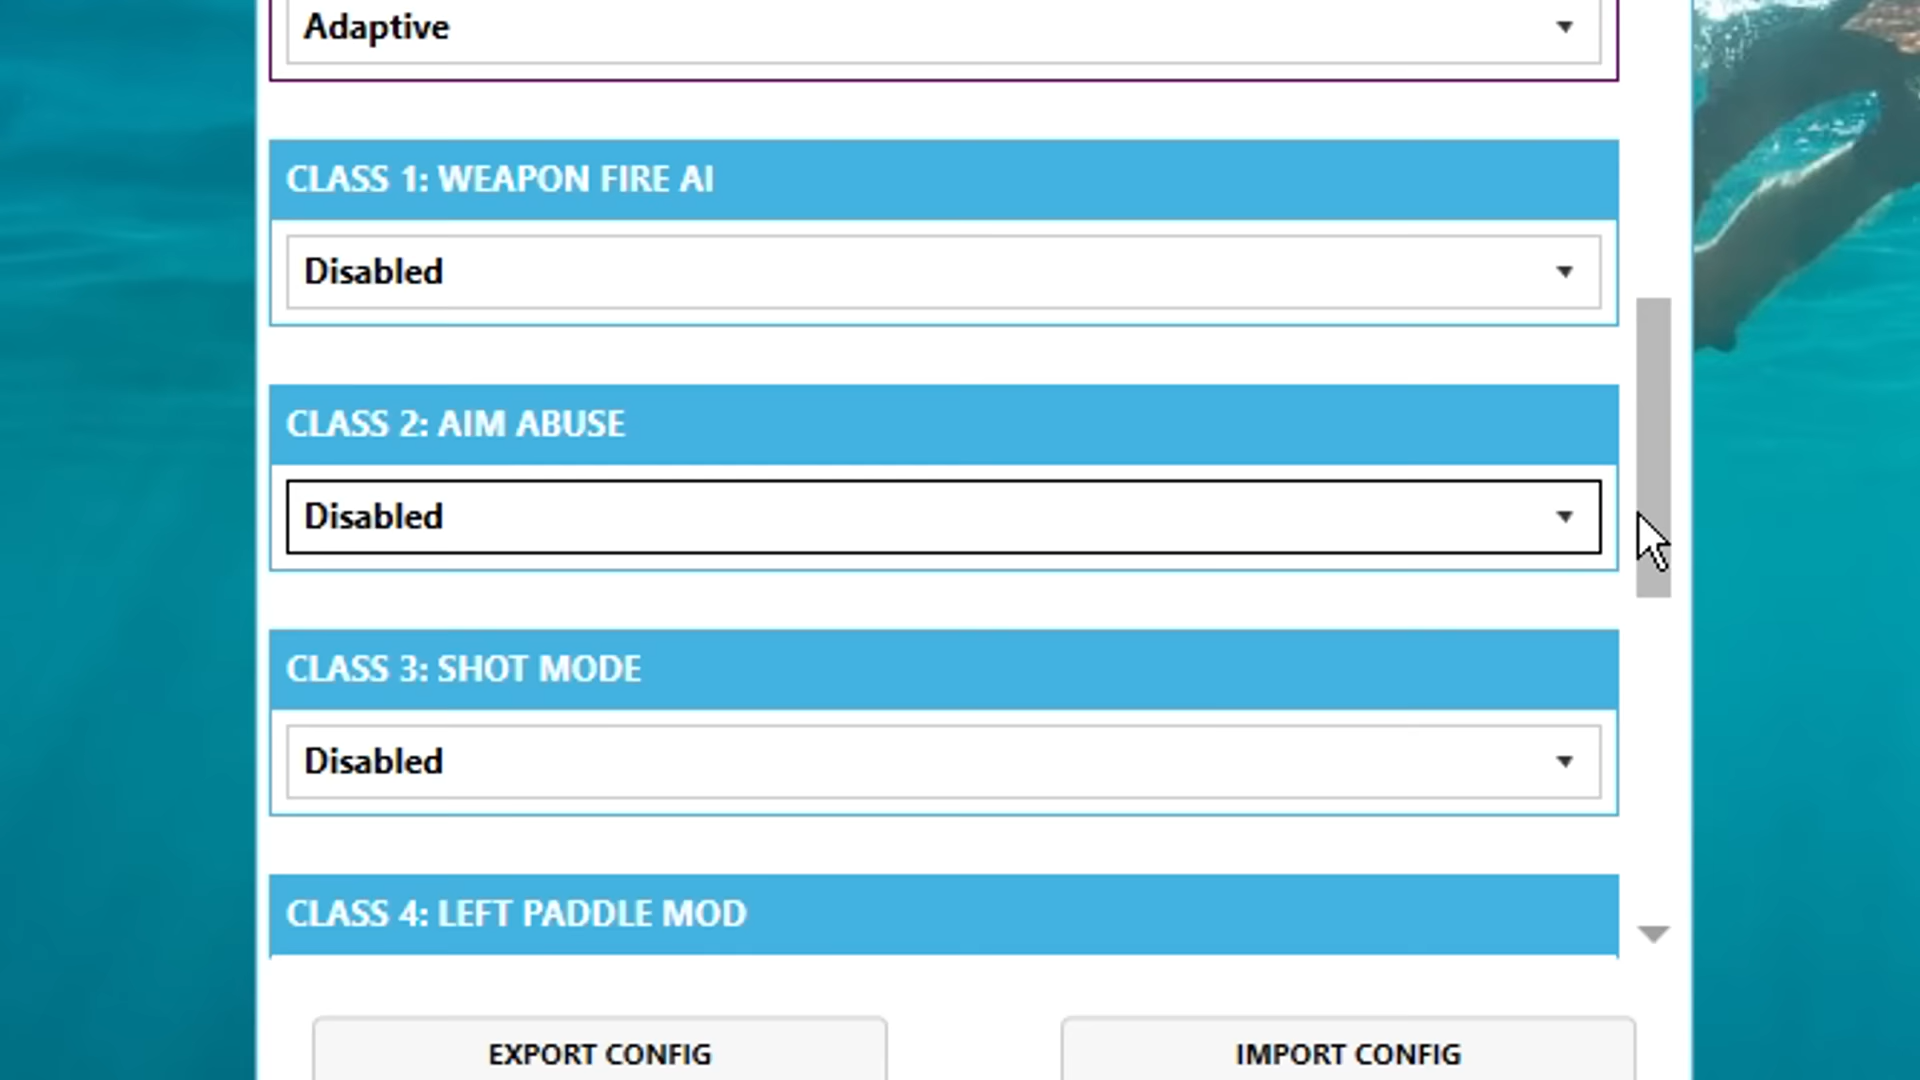 Adaptive
CLASS 1: WEAPON FIRE AI
Disabled
CLASS 2: AIM ABUSE
Disabled
CLASS 3: SHOT MODE
Disabled
CLASS 4: LEFT PADDLE MOD
EXPORT CONFIG
IMPORT CONFIG